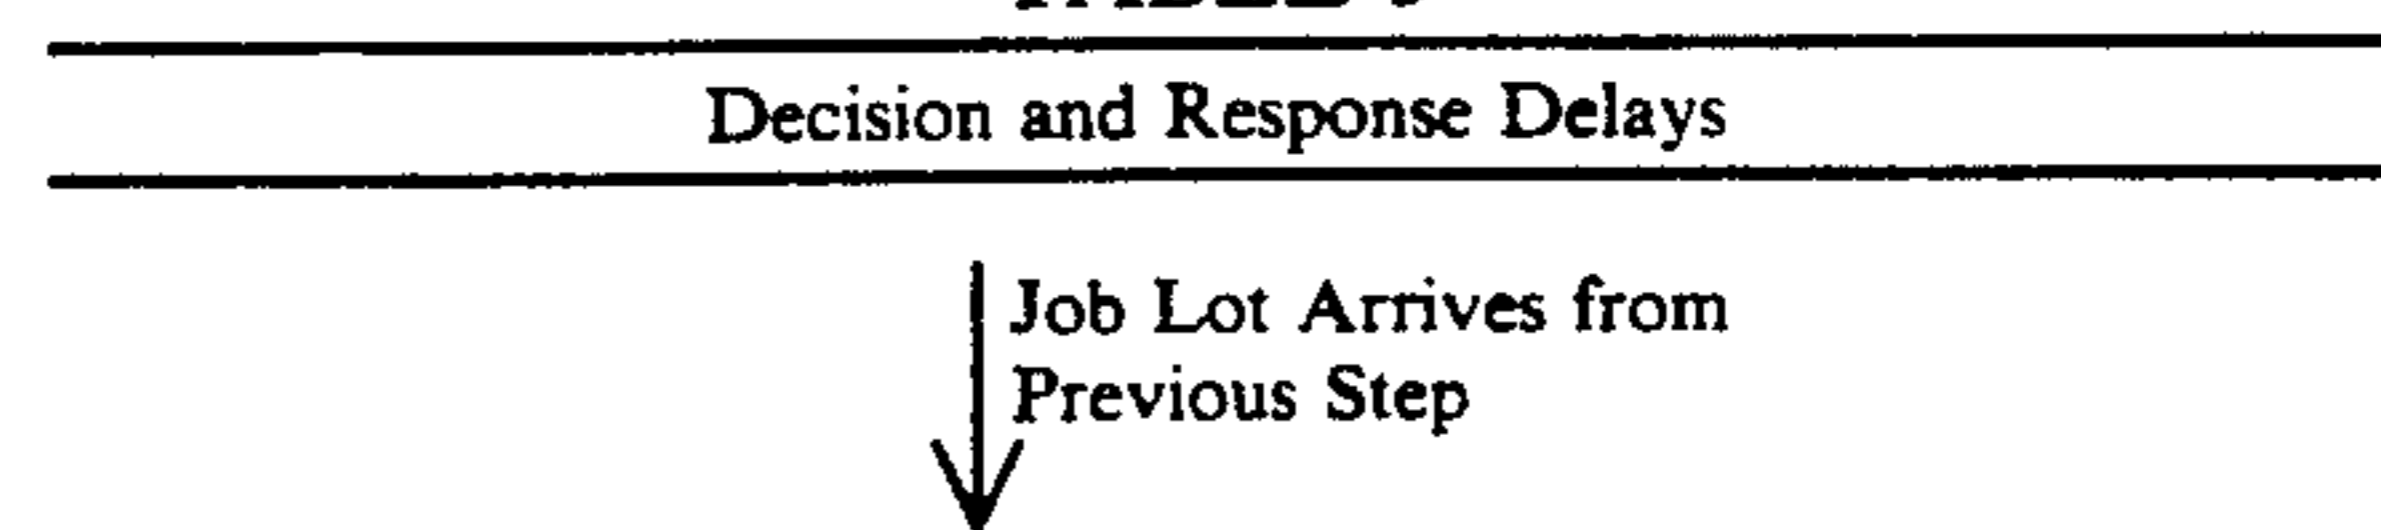 Decision and Response Delays
Job Lot Arrives from
Previous Step